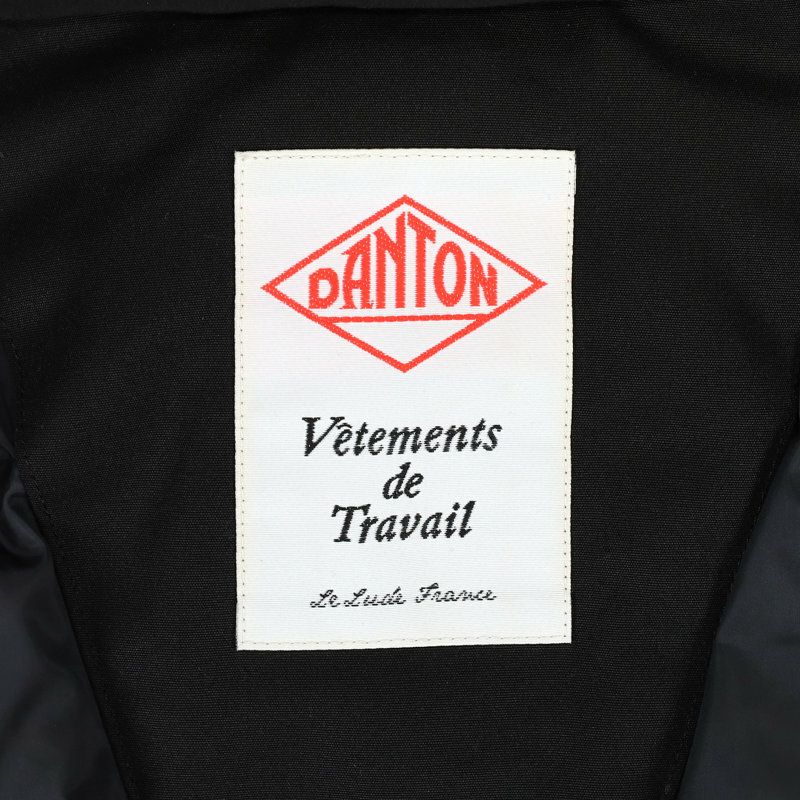 DANTON
Vêtements
de
Travail
Le Lude France